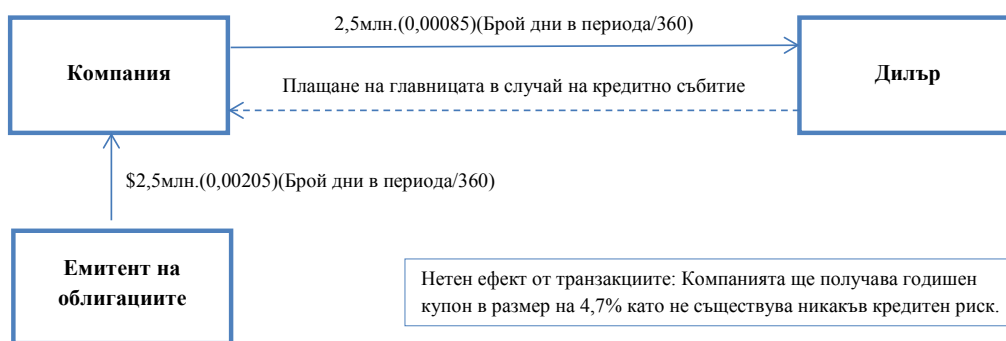 2,5млн.(0,00085)(Брой дни в периода/360)
Компания
Дилър
Плащане на главницата в случай на кредитно събитие
$2,5млн.(0,00205)(Брой дни в периода/360)
Емитент на
облигациите
Нетен ефект от транзакциите: Компанията ще получава годишен
купон в размер на 4,7% като не съществува никакъв кредитен риск.